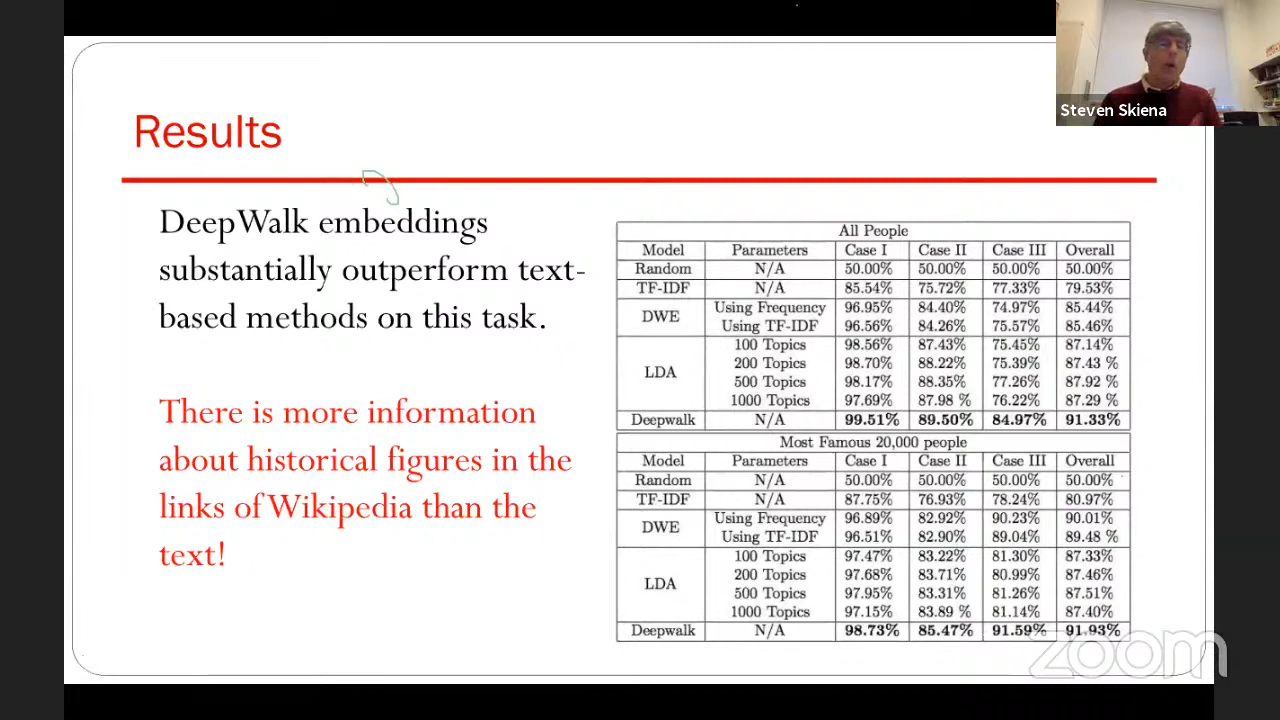 Steven Skiena
Results
DeepWalk embeddings
substantially outperform text-
based methods on this task.
There is more information
about historical figures in the
links of Wikipedia than the
text!
All People
Model Parameters Case I Case II Case III Overall
Random N/A 50.00% 50.00% 50.00% 50.00%
TF-IDF N/A 85.54% 75.72% 77.33% 79.53%
DWE Using Frequency 96.95% 84.40% 74.97% 85.44%
Using TF-IDF 96.56% 84.26% 75.57% 85.46%
LDA 100 Topics 98.56% 87.43% 75.45% 87.14%
200 Topics 98.70% 88.22% 75.39% 87.43 %
500 Topics 98.17% 88.35% 77.26% 87.92 %
1000 Topics 97.69% 87.98 % 76.22% 87.29 %
Deepwalk N/A 99.51% 89.50% 84.97% 91.33%
Most Famous 20,000 people
Model Parameters Case I Case II Case III Overall
Random N/A 50.00% 50.00% 50.00% 50.00%
TF-IDF N/A 87.75% 76.93% 78.24% 80.97%
DWE Using Frequency 96.89% 82.92% 90.23% 90.01%
Using TF-IDF 96.51% 82.90% 89.04% 89.48 %
LDA 100 Topics 97.47% 83.22% 81.30% 87.33%
200 Topics 97.68% 83.71% 80.99% 87.46%
500 Topics 97.95% 83.31% 81.26% 87.51%
1000 Topics 97.15% 83.89 % 81.14% 87.40%
Deepwalk N/A 98.73% 85.47% 91.59% 91.93%
zoom